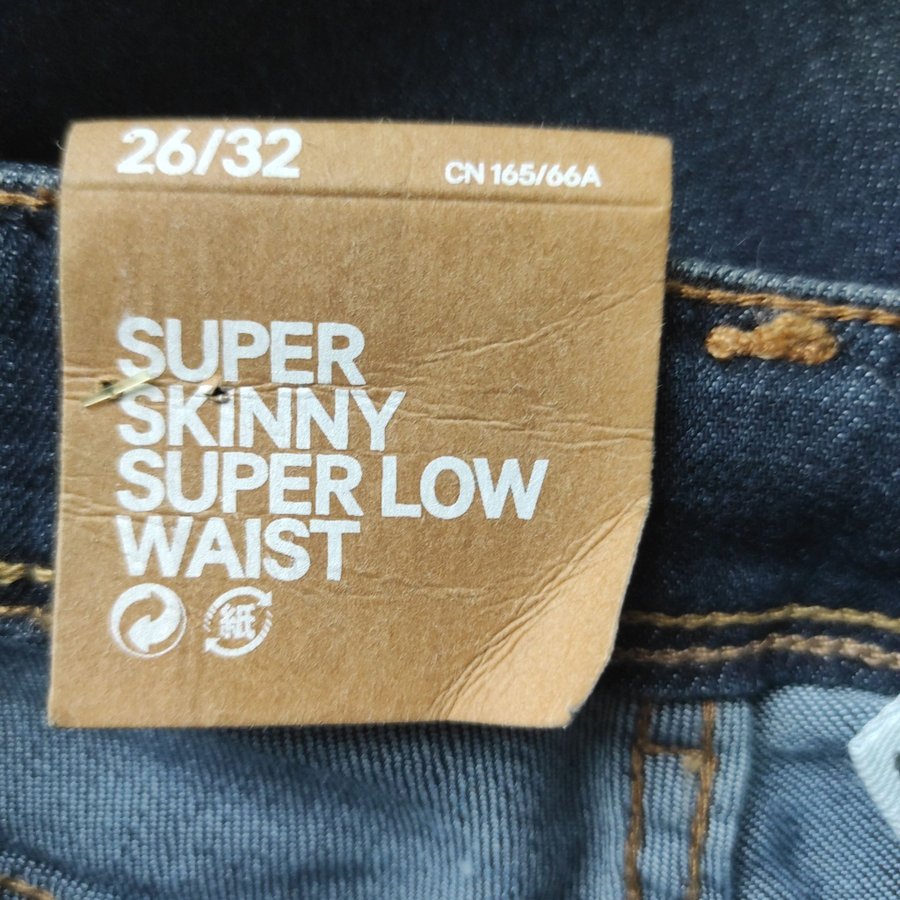 26/32
CN 165/66A
SUPER
SKINNY
SUPER LOW
WAIST
紙